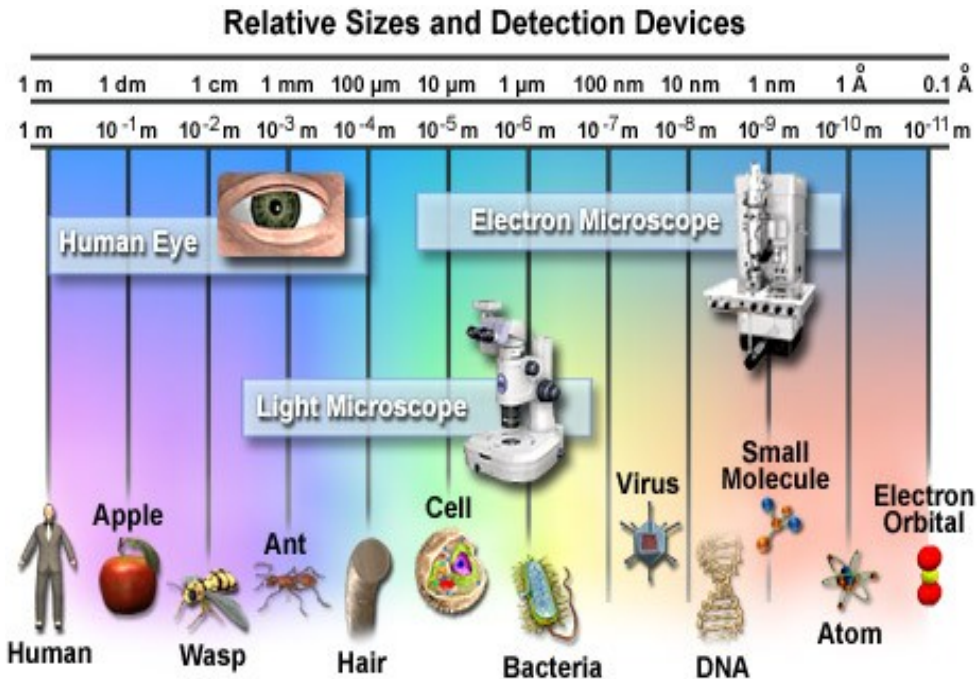 Relative Sizes and Detection Devices
1 m 1 dm 1 cm 1 mm 100 µm 10 µm 1 µm 100 nm 10 nm 1 nm 1 Å 0.1 Å
1 m 10⁻¹ m 10⁻² m 10⁻³ m 10⁻⁴ m 10⁻⁵ m 10⁻⁶ m 10⁻⁷ m 10⁻⁸ m 10⁻⁹ m 10⁻¹⁰ m 10⁻¹¹ m
Human Eye
Electron Microscope
Light Microscope
Human
Apple
Wasp
Ant
Hair
Cell
Bacteria
Virus
DNA
Small
Molecule
Atom
Electron
Orbital